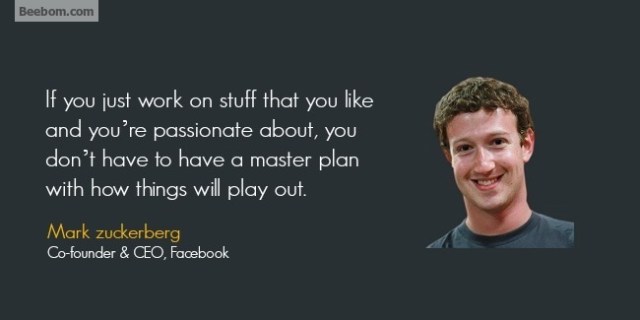 Beebom.com
If you just work on stuff that you like
and you're passionate about, you
don't have to have a master plan
with how things will play out.
Mark zuckerberg
Co-founder & CEO, Facebook